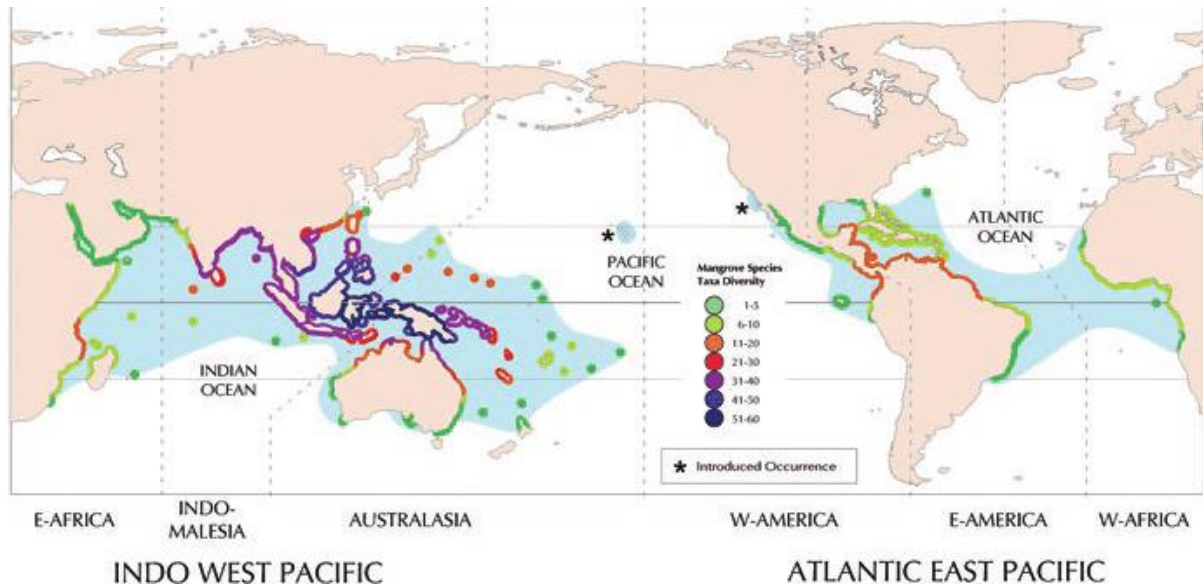 ATLANTIC
OCEAN
*
*
PACIFIC
OCEAN
Mangrove Species
Taxa Diversity
1-5
6-10
11-20
21-30
31-40
41-50
51-60
INDIAN
OCEAN
* Introduced Occurrence
E-AFRICA
INDO-
MALESIA
AUSTRALASIA
W-AMERICA
E-AMERICA
W-AFRICA
INDO WEST PACIFIC
ATLANTIC EAST PACIFIC